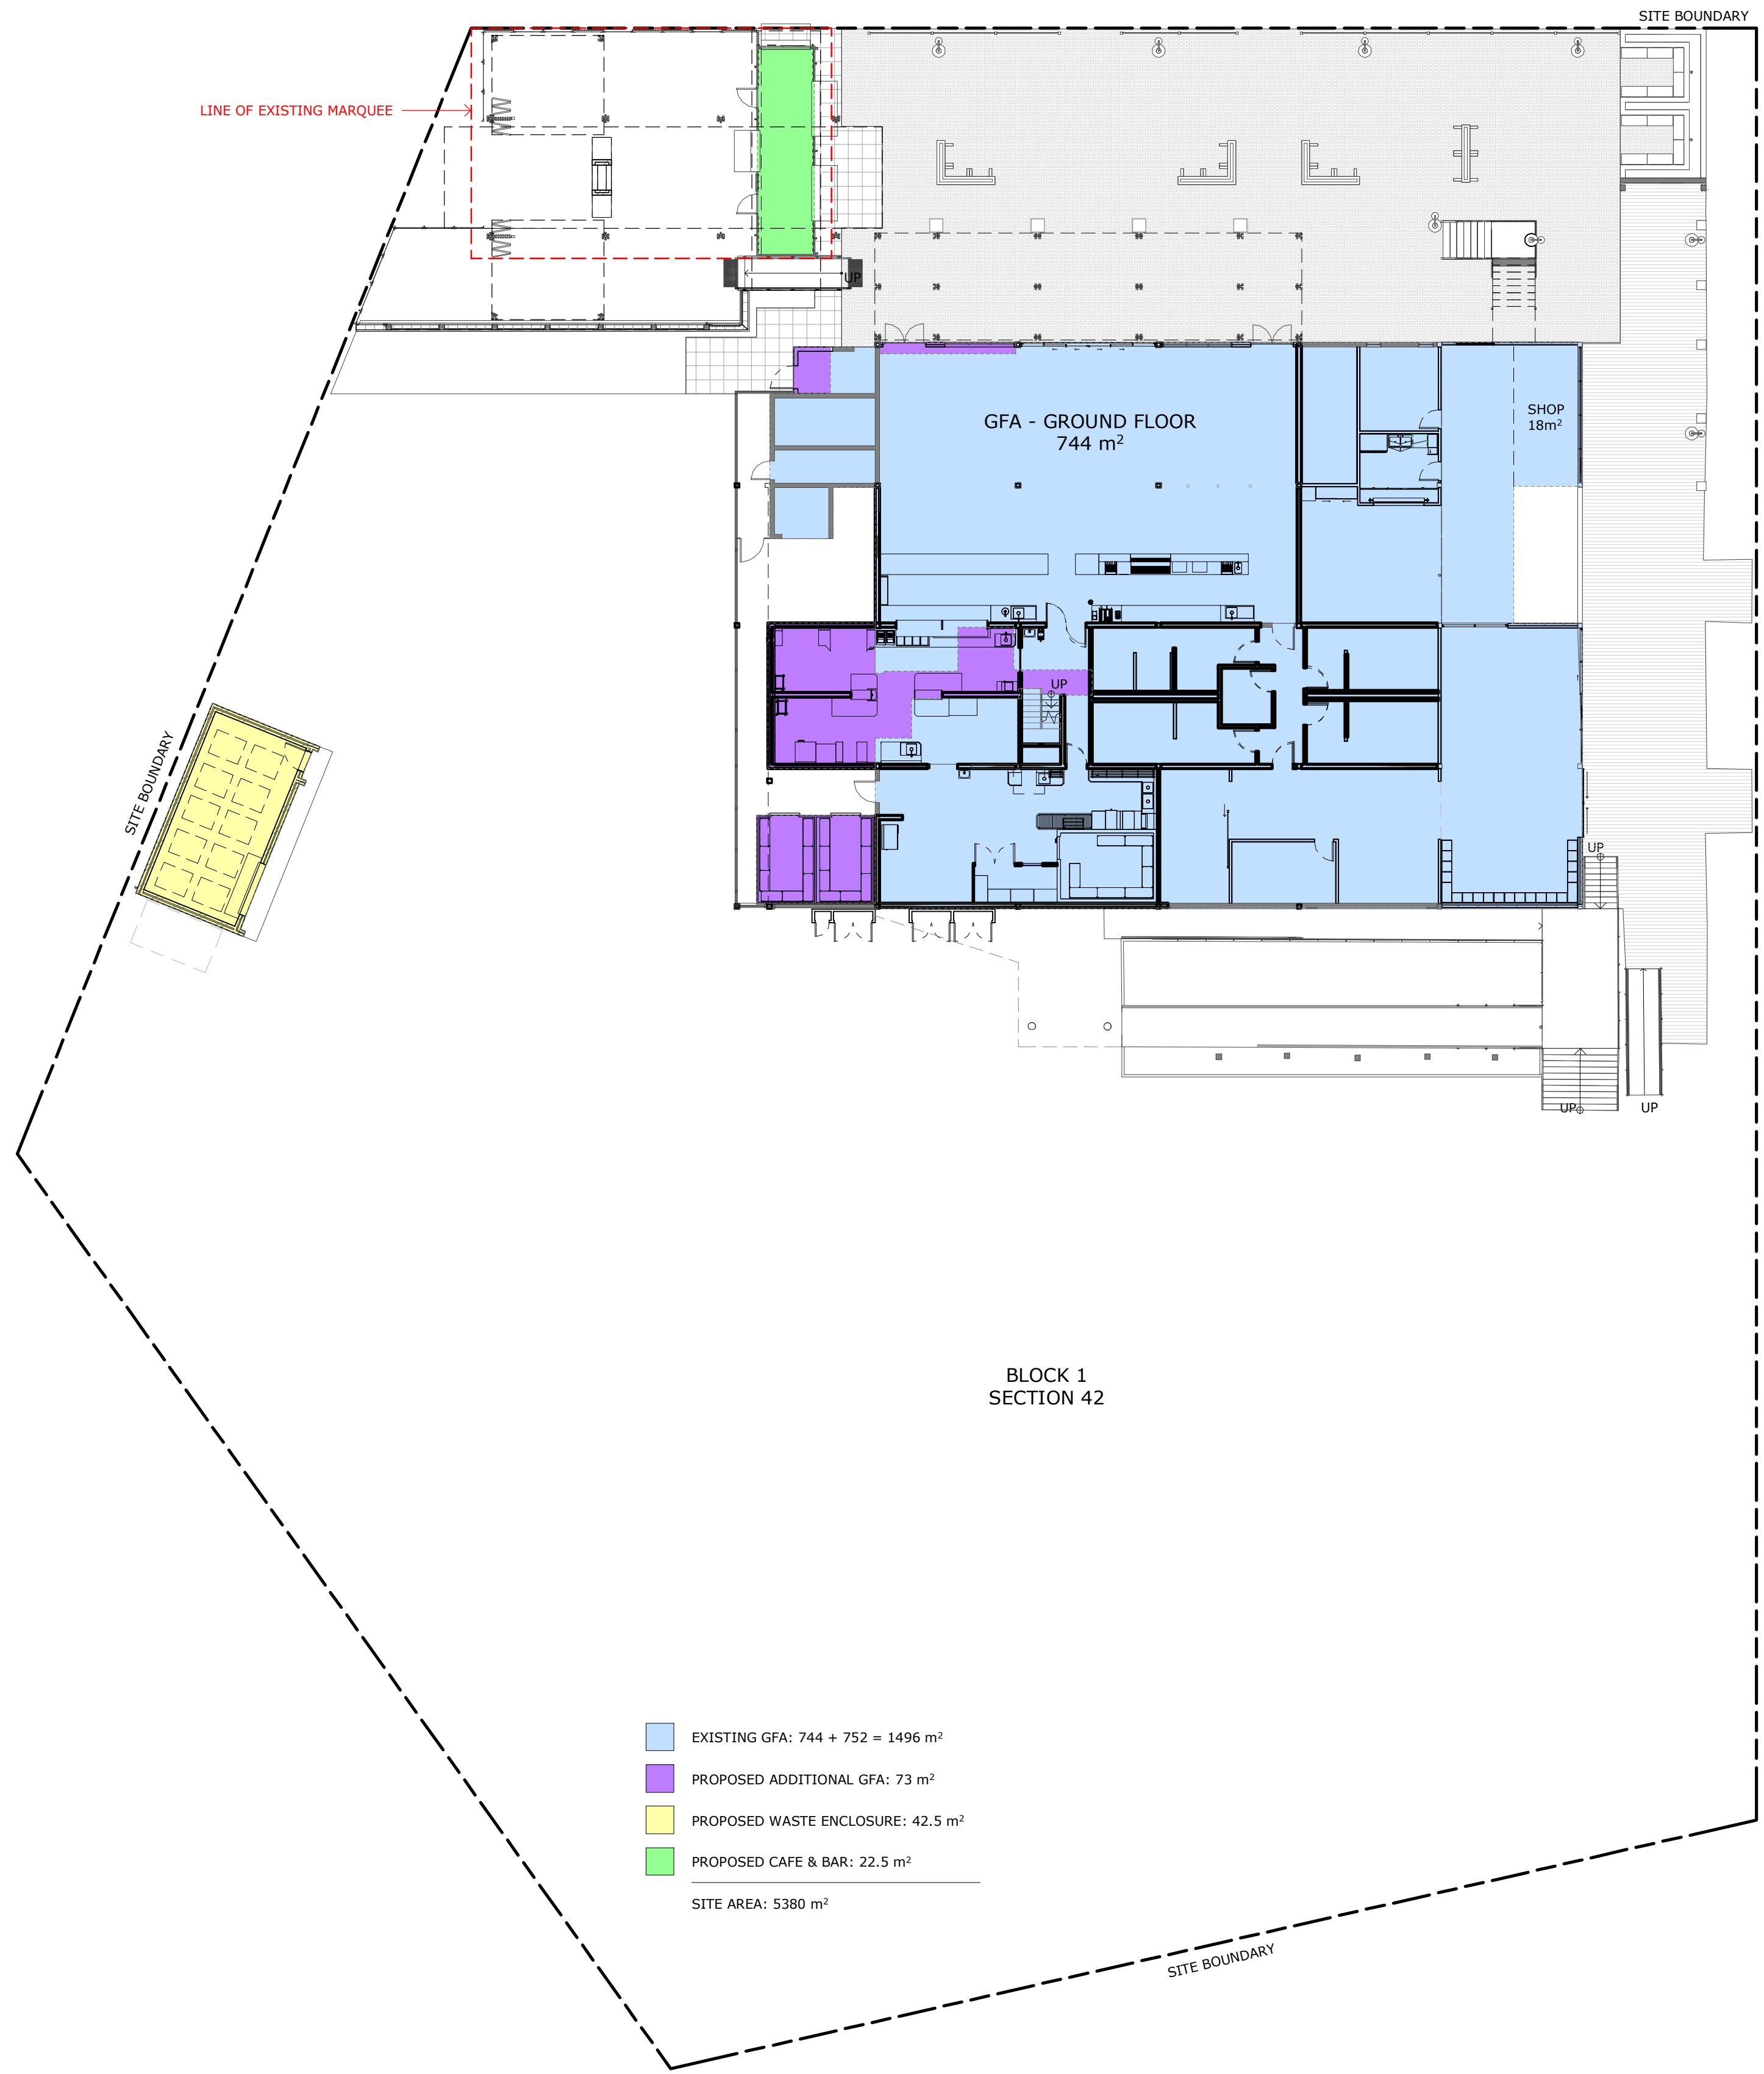 SITE BOUNDARY
LINE OF EXISTING MARQUEE
UP
GFA - GROUND FLOOR
744 m²
SHOP
18m²
UP
SITE BOUNDARY
UP
UP
UP
BLOCK 1
SECTION 42
EXISTING GFA: 744 + 752 = 1496 m²
PROPOSED ADDITIONAL GFA: 73 m²
PROPOSED WASTE ENCLOSURE: 42.5 m²
PROPOSED CAFE & BAR: 22.5 m²
SITE AREA: 5380 m²
SITE BOUNDARY